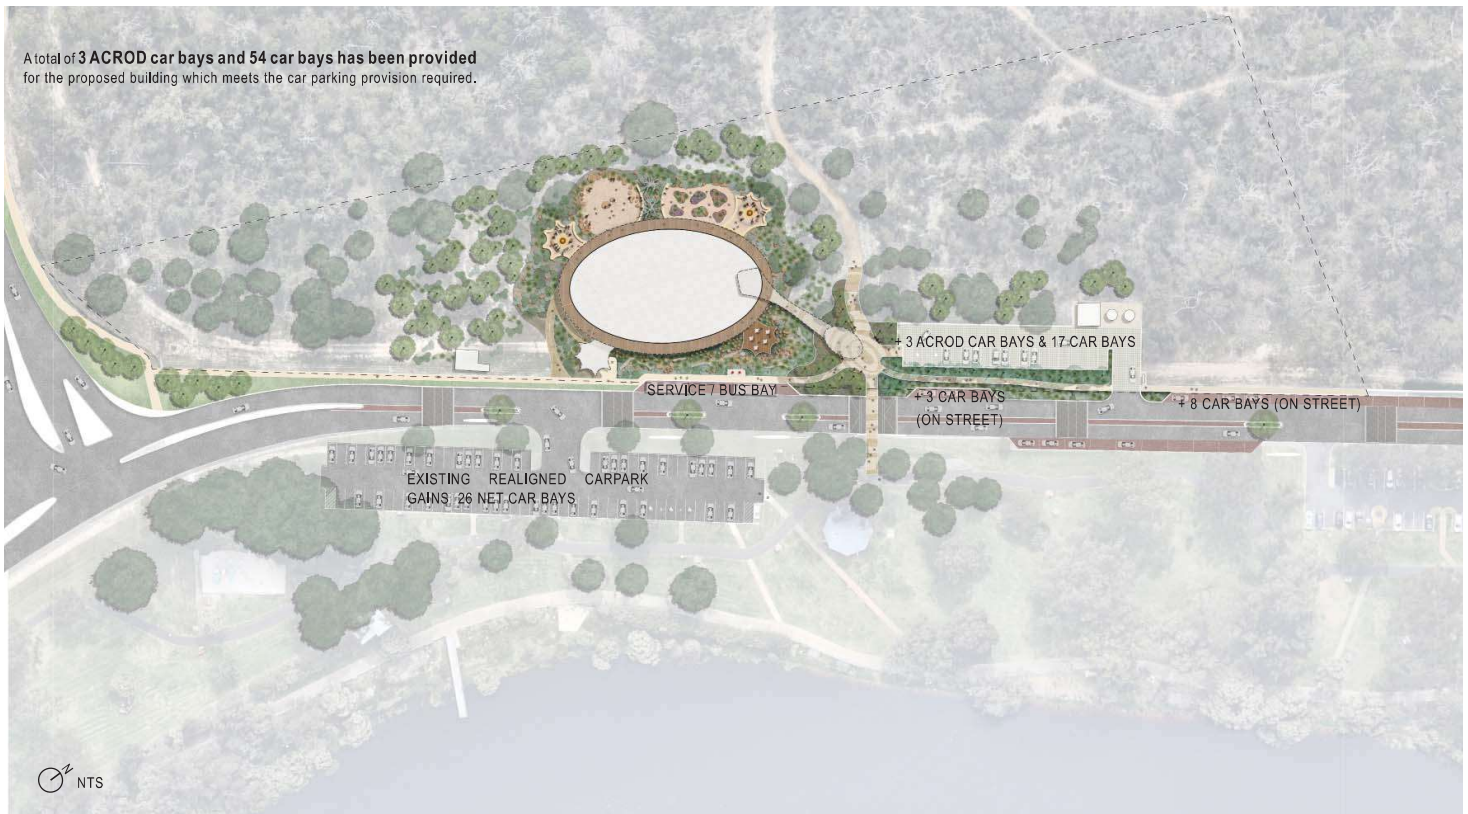 A total of 3 ACROD car bays and 54 car bays has been provided
for the proposed building which meets the car parking provision required.
+ 3 ACROD CAR BAYS & 17 CAR BAYS
SERVICE / BUS BAY
+ 3 CAR BAYS
(ON STREET)
+ 8 CAR BAYS (ON STREET)
EXISTING REALIGNED CARPARK
GAINS 26 NET CAR BAYS
N NTS